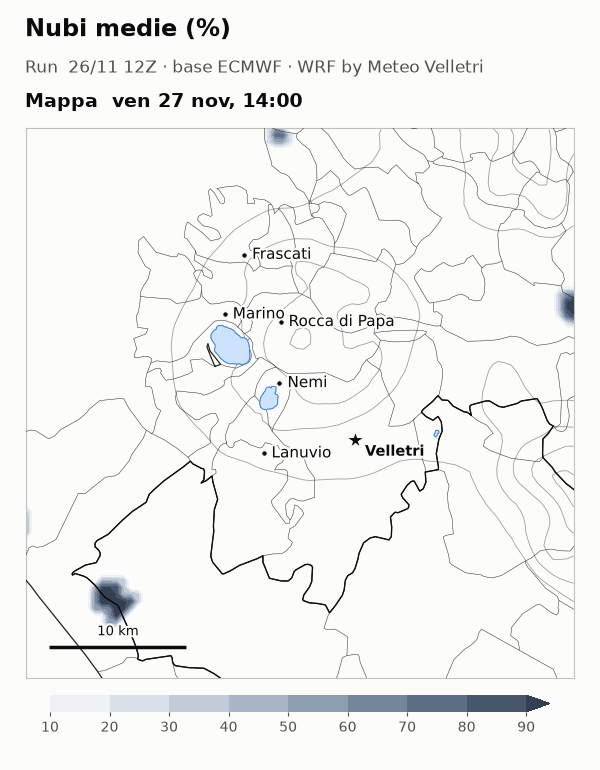 Nubi medie (%)
Run  26/11 12Z · base ECMWF · WRF by Meteo Velletri
Mappa  ven 27 nov, 14:00
Frascati
Marino
Rocca di Papa
Nemi
Velletri
Lanuvio
10 km
10 20 30 40 50 60 70 80 90